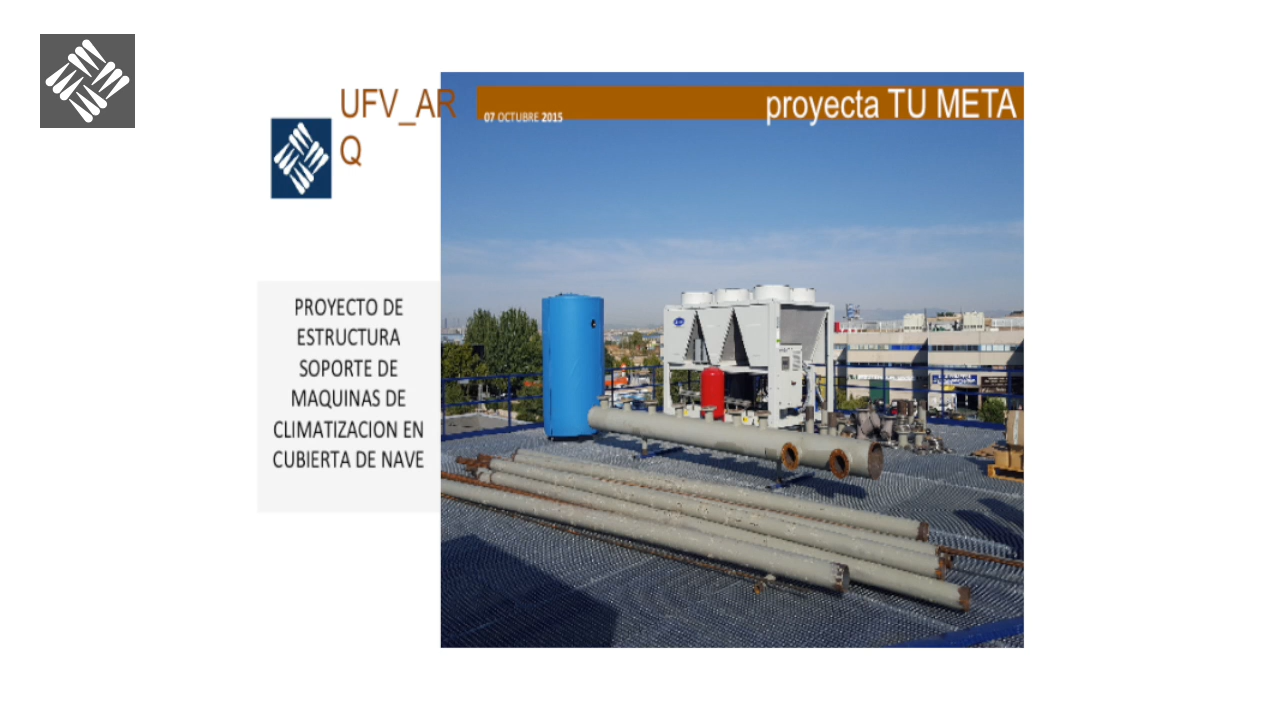 UFV_AR
Q
07 OCTUBRE 2015
proyecta TU META
PROYECTO DE
ESTRUCTURA
SOPORTE DE
MAQUINAS DE
CLIMATIZACION EN
CUBIERTA DE NAVE